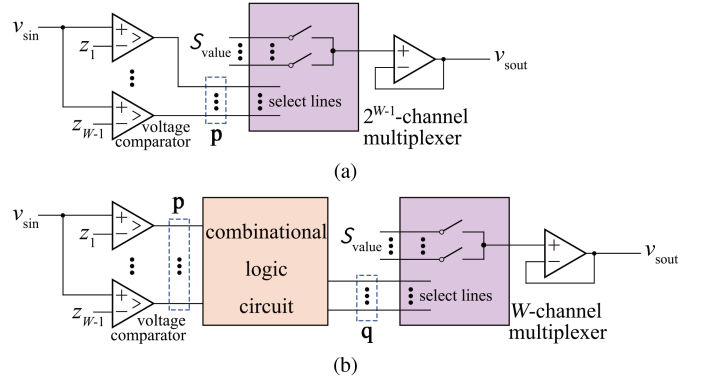 v_sin
z_1
S_value
v_sout
select lines
z_W-1
voltage
comparator
p
2^W-1-channel
multiplexer
(a)
v_sin
p
z_1
combinational
logic
circuit
S_value
v_sout
select lines
z_W-1
voltage
comparator
q
W-channel
multiplexer
(b)